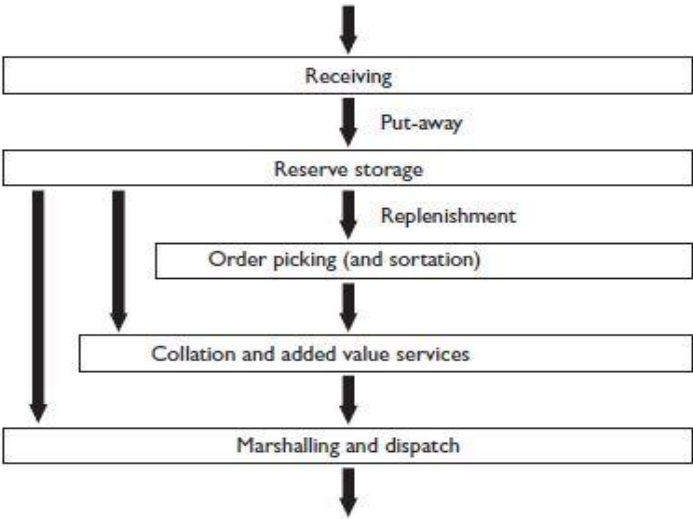 Receiving
Put-away
Reserve storage
Replenishment
Order picking (and sortation)
Collation and added value services
Marshalling and dispatch